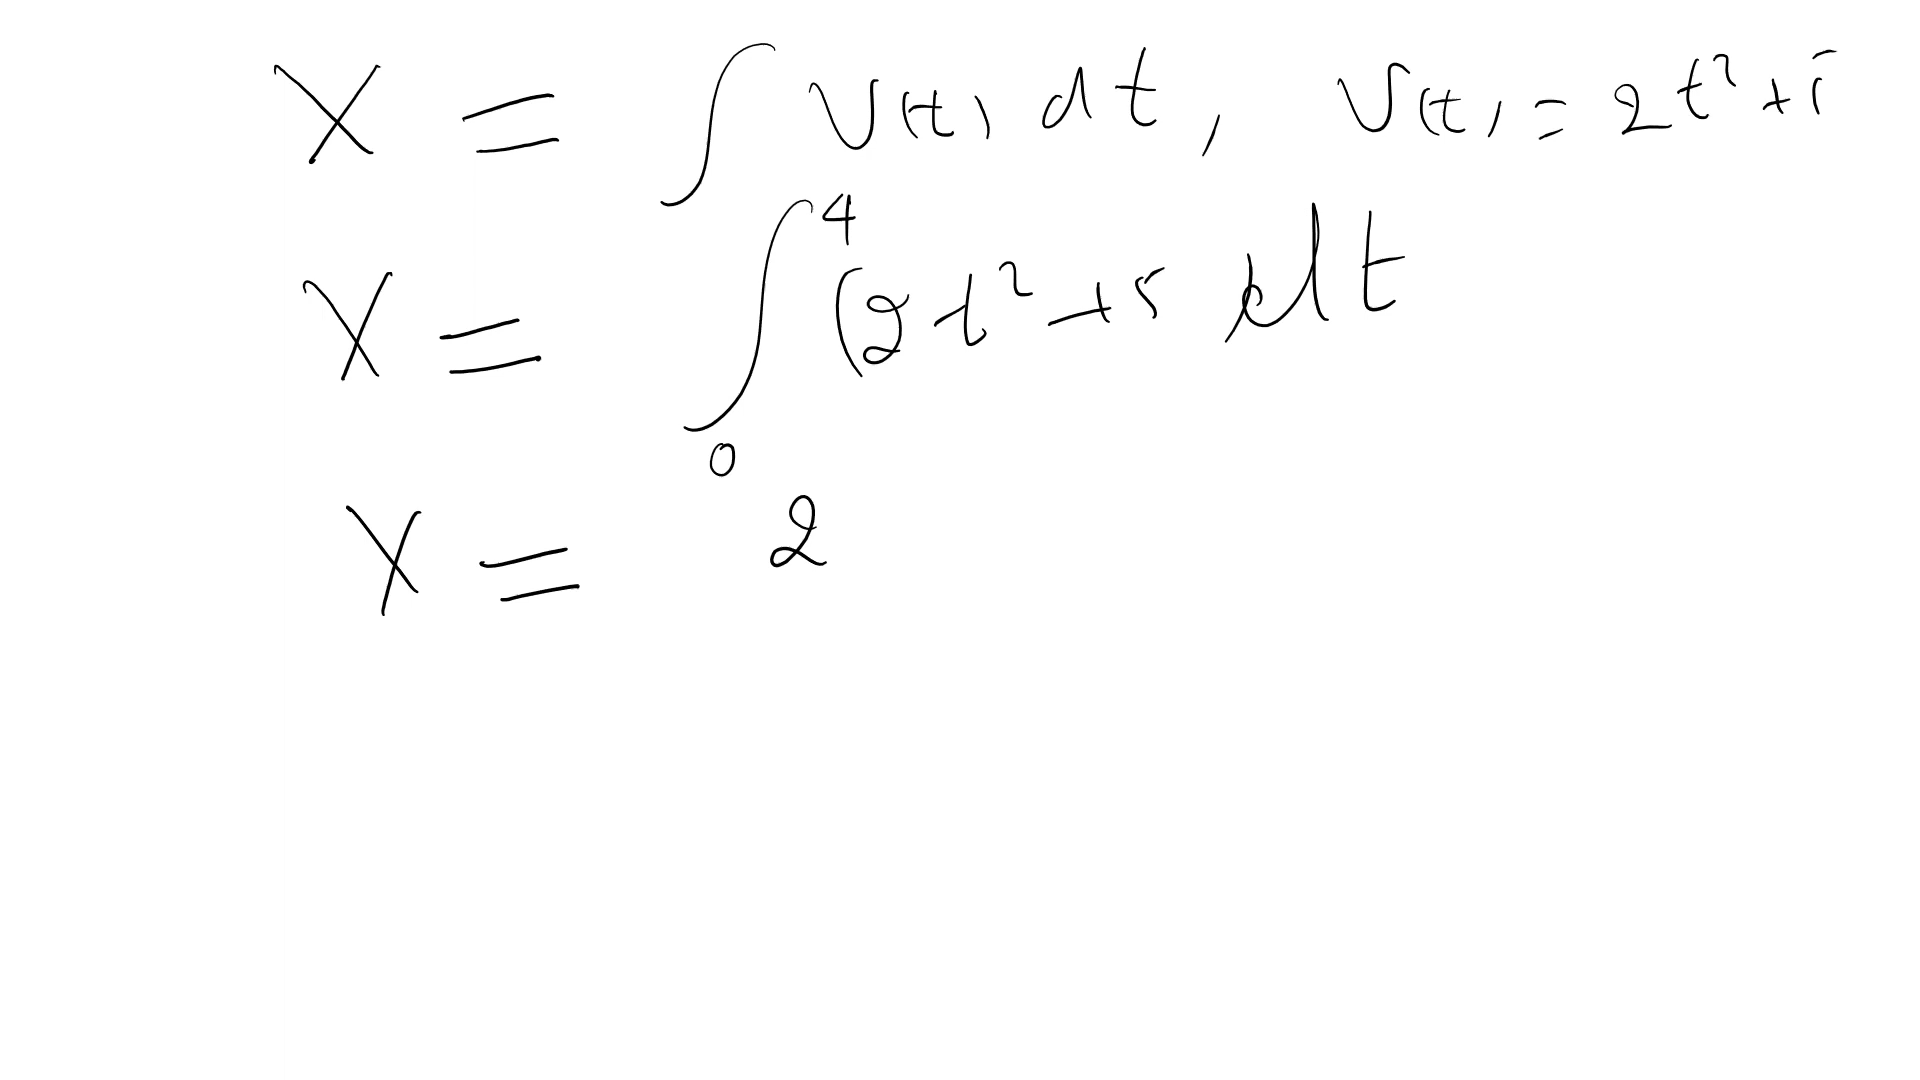 X = ∫ v(t) dt, v(t) = 2t² + 5
X = ∫₀⁴ (2t² + 5 dt
X = 2